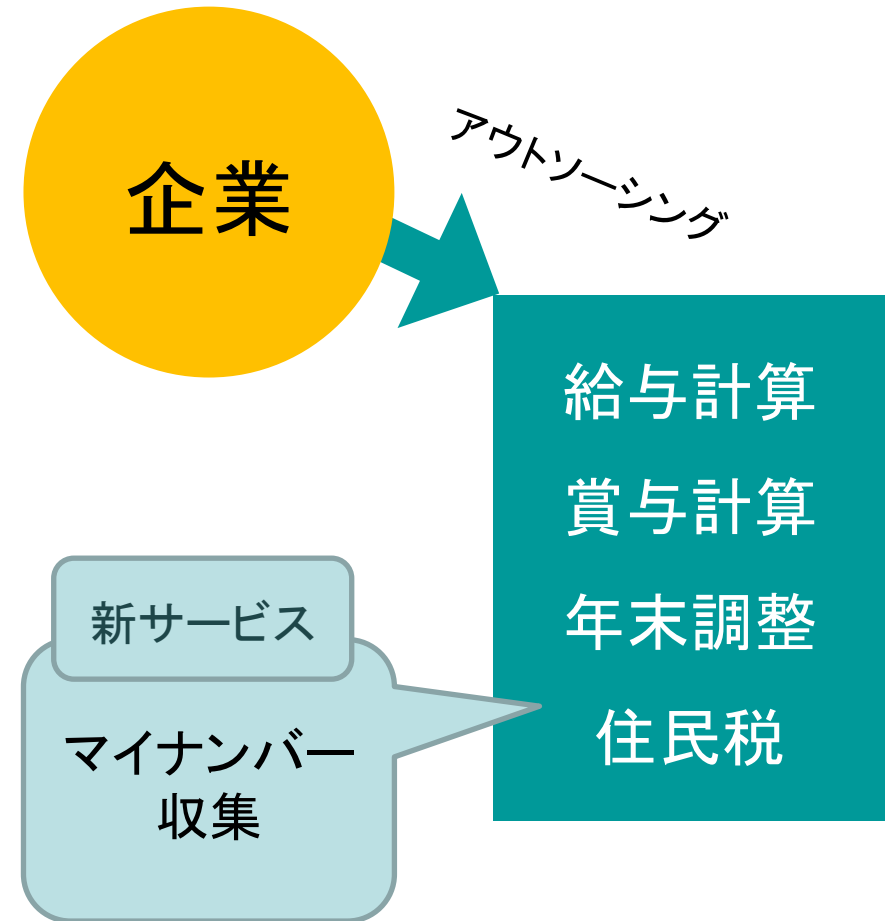 企業
アウトソーシング
給与計算
賞与計算
年末調整
住民税
新サービス
マイナンバー
収集